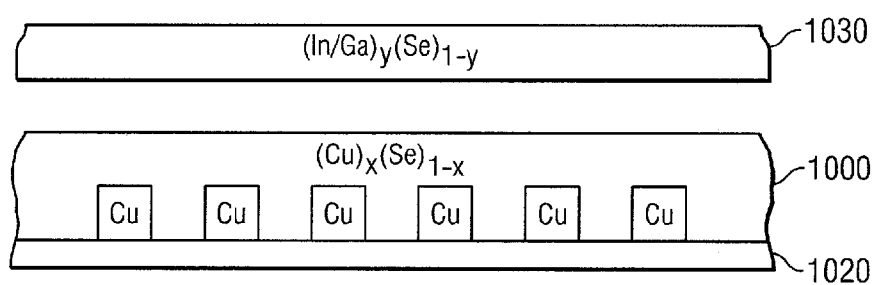 (In/Ga)y(Se)1-y
1030
(Cu)x(Se)1-x
1000
Cu Cu Cu Cu Cu Cu
1020